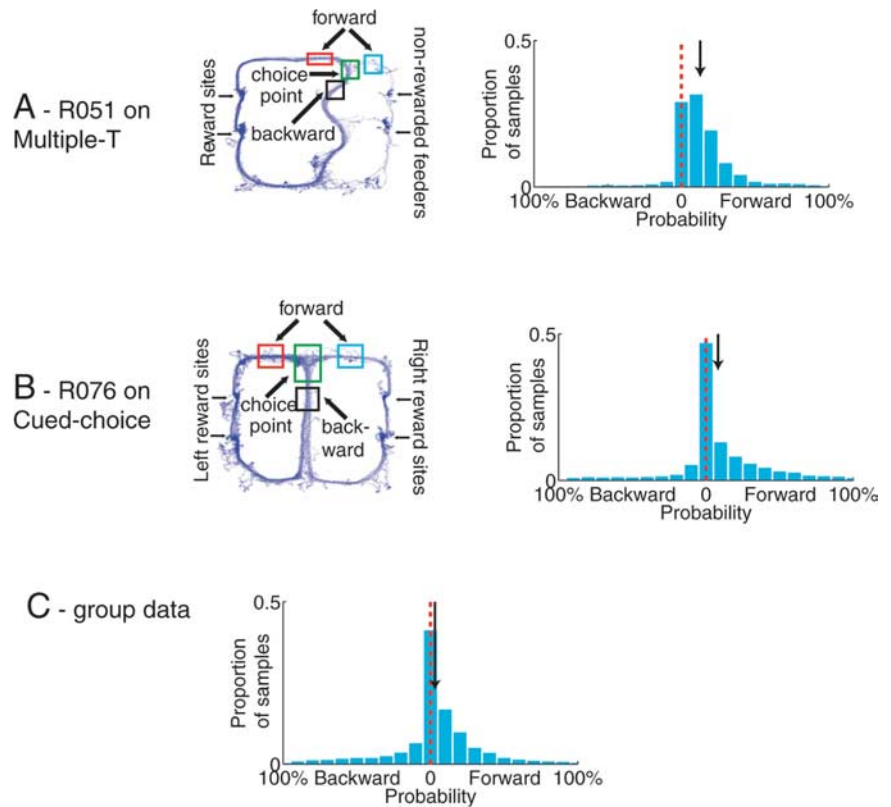 A - R051 on
Multiple-T
Reward sites
forward
choice
point
backward
non-rewarded feeders
Proportion
of samples
0.5
0
100% Backward 0 Forward 100%
Probability
B - R076 on
Cued-choice
Left reward sites
forward
choice
point
back-
ward
Right reward sites
Proportion
of samples
0.5
0
100% Backward 0 Forward 100%
Probability
C - group data
Proportion
of samples
0.5
0
100% Backward 0 Forward 100%
Probability